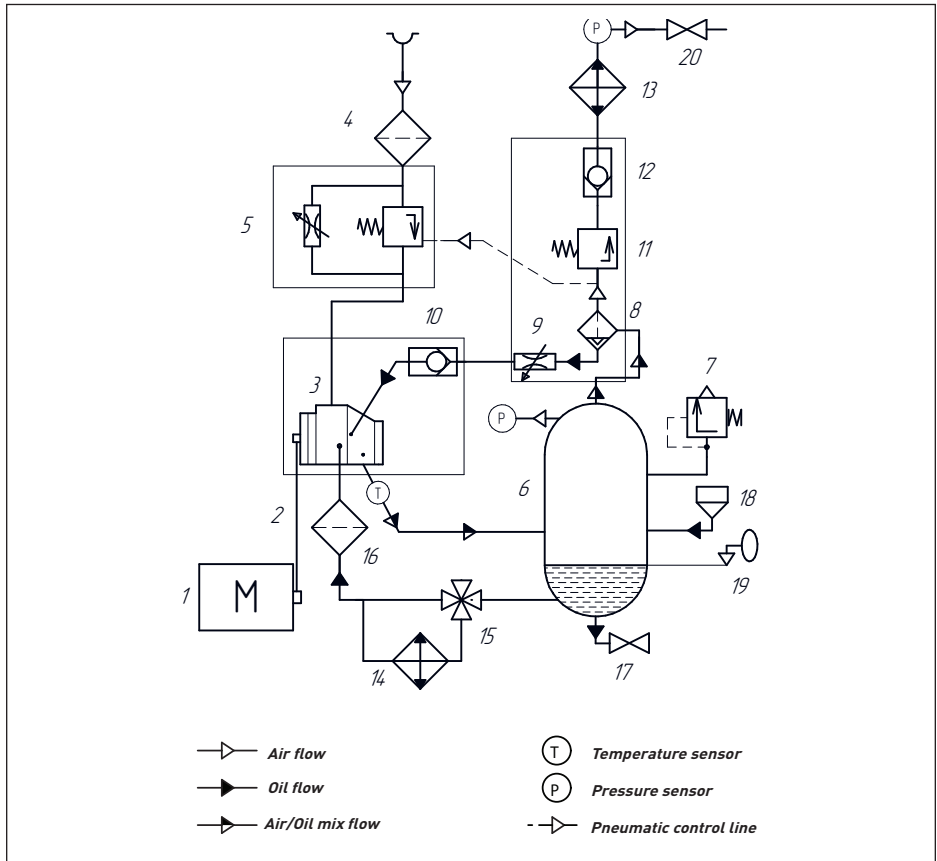 P
20
13
4
12
5
11
10
9
8
3
7
P
6
18
2
T
16
19
1
M
15
14
17
Air flow
T
Temperature sensor
Oil flow
P
Pressure sensor
Air/Oil mix flow
Pneumatic control line